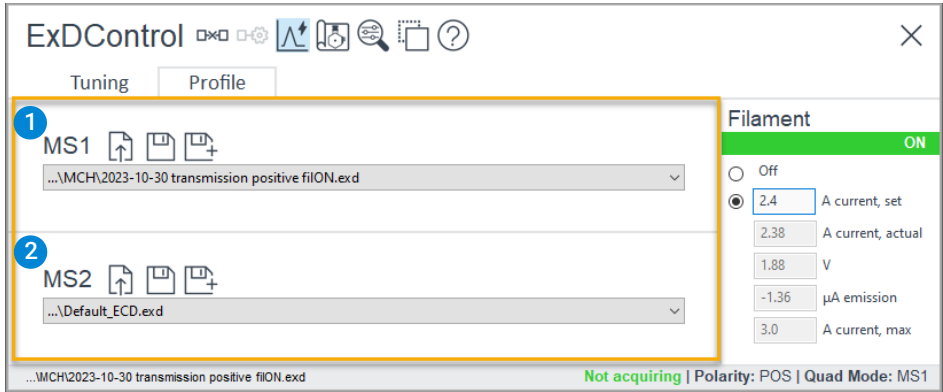 ExDControl
Tuning Profile
1
MS1
...\MCH\2023-10-30 transmission positive filON.exd
2
MS2
...\Default_ECD.exd
Filament
ON
Off
2.4 A current, set
2.38 A current, actual
1.88 V
-1.36 µA emission
3.0 A current, max
...\MCH\2023-10-30 transmission positive filON.exd
Not acquiring | Polarity: POS | Quad Mode: MS1